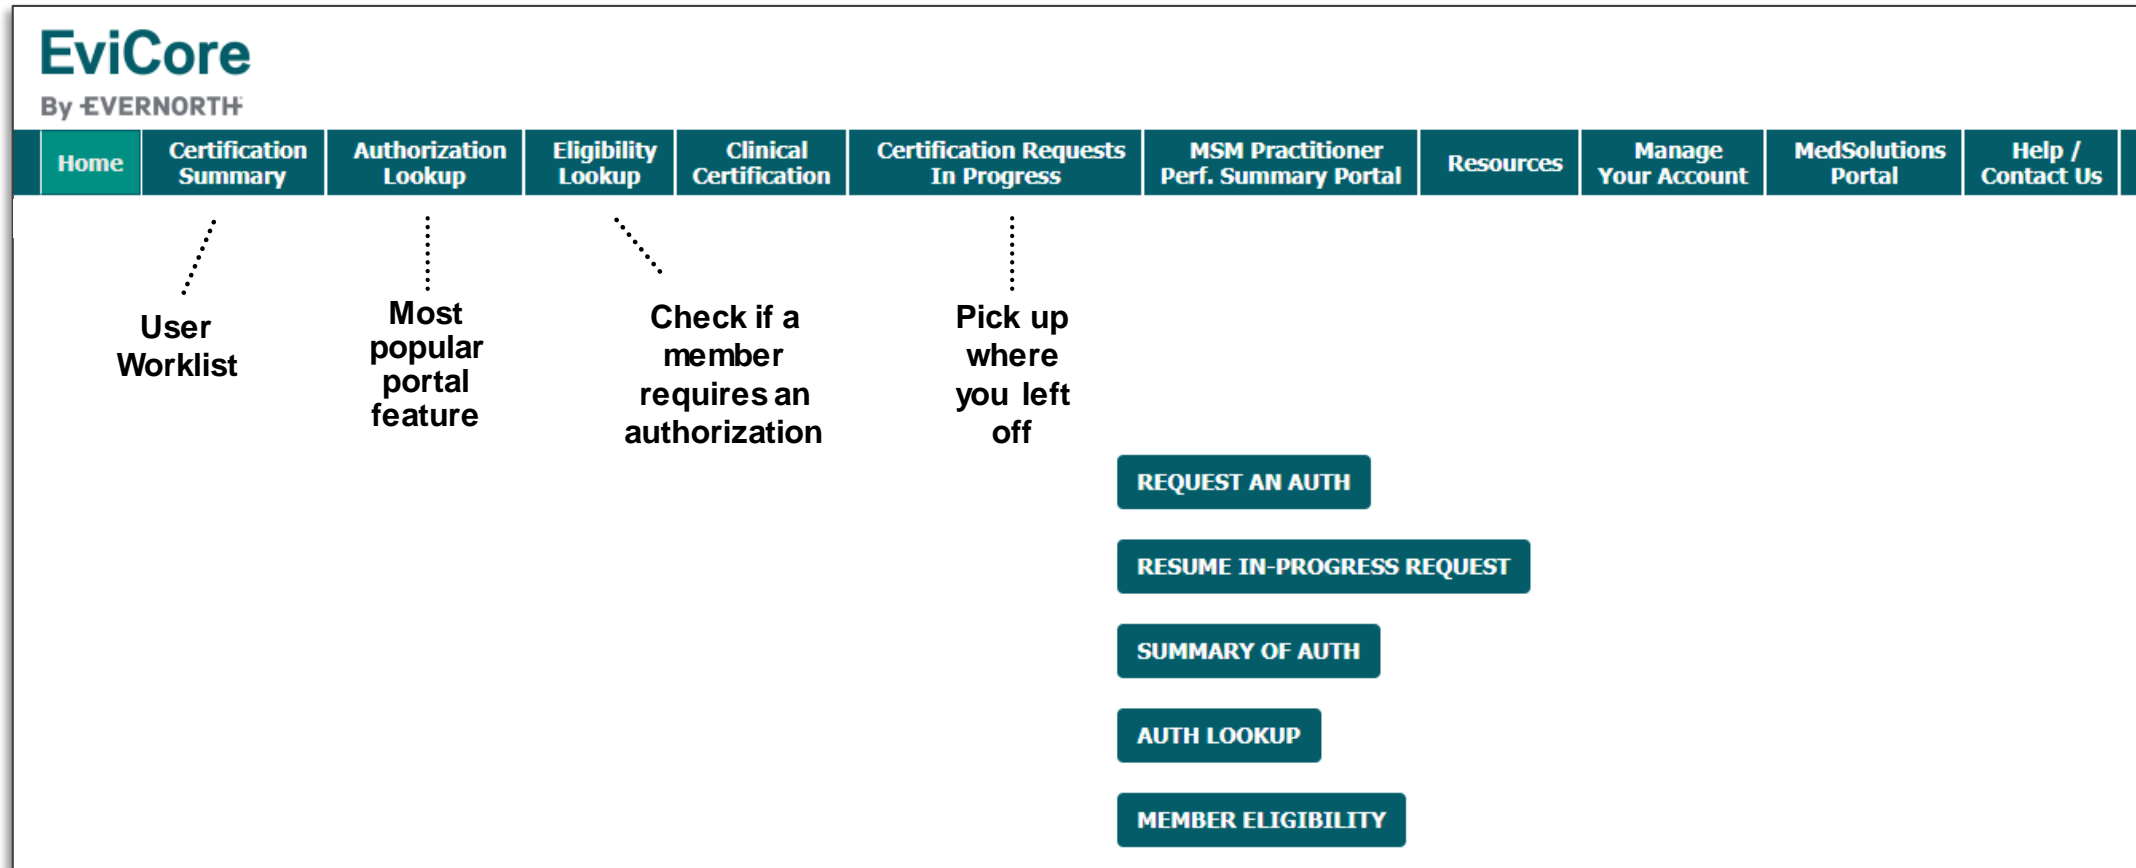 EviCore
By EVERNORTH
Home
Certification
Summary
Authorization
Lookup
Eligibility
Lookup
Clinical
Certification
Certification Requests
In Progress
MSM Practitioner
Perf. Summary Portal
Resources
Manage
Your Account
MedSolutions
Portal
Help /
Contact Us
User
Worklist
Most
popular
portal
feature
Check if a
member
requires an
authorization
Pick up
where
you left
off
REQUEST AN AUTH
RESUME IN-PROGRESS REQUEST
SUMMARY OF AUTH
AUTH LOOKUP
MEMBER ELIGIBILITY